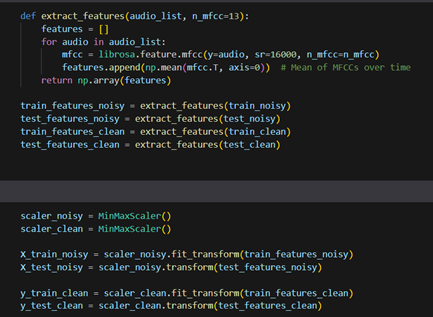 def extract_features(audio_list, n_mfcc=13):
    features = []
    for audio in audio_list:
        mfcc = librosa.feature.mfcc(y=audio, sr=16000, n_mfcc=n_mfcc)
        features.append(np.mean(mfcc.T, axis=0))  # Mean of MFCCs over time
    return np.array(features)
train_features_noisy = extract_features(train_noisy)
test_features_noisy = extract_features(test_noisy)
train_features_clean = extract_features(train_clean)
test_features_clean = extract_features(test_clean)
scaler_noisy = MinMaxScaler()
scaler_clean = MinMaxScaler()
X_train_noisy = scaler_noisy.fit_transform(train_features_noisy)
X_test_noisy = scaler_noisy.transform(test_features_noisy)
y_train_clean = scaler_clean.fit_transform(train_features_clean)
y_test_clean = scaler_clean.transform(test_features_clean)